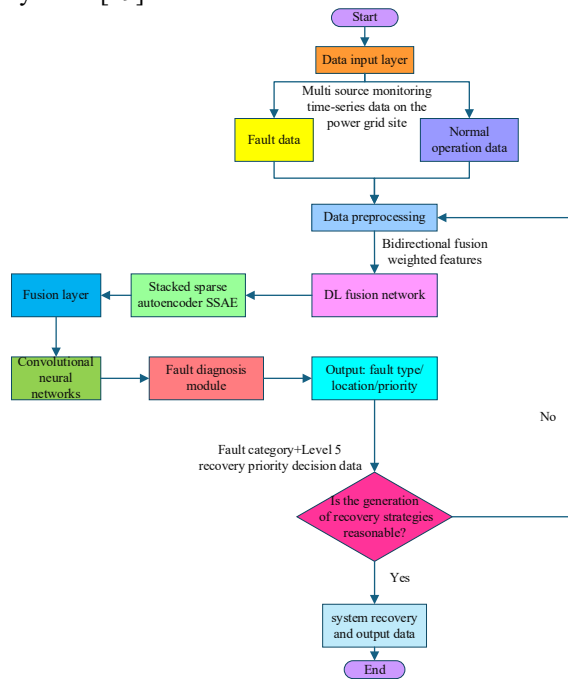 Start
Data input layer
Multi source monitoring
time-series data on the
power grid site
Fault data
Normal
operation data
Data preprocessing
Bidirectional fusion
weighted features
Fusion layer
Stacked sparse
autoencoder SSAE
DL fusion network
Convolutional
neural
networks
Fault diagnosis
module
Output: fault type/
location/priority
No
Fault category+Level 5
recovery priority decision data
Is the generation
of recovery strategies
reasonable?
Yes
system recovery
and output data
End